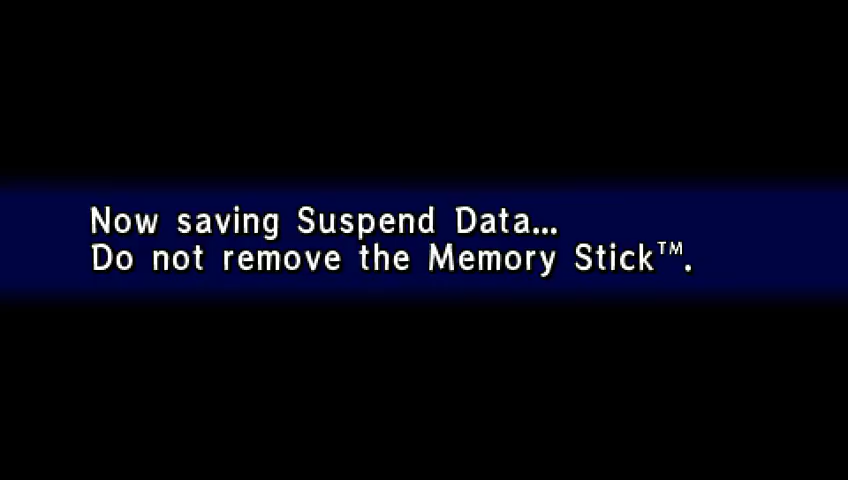 Now saving Suspend Data...
Do not remove the Memory Stick™.